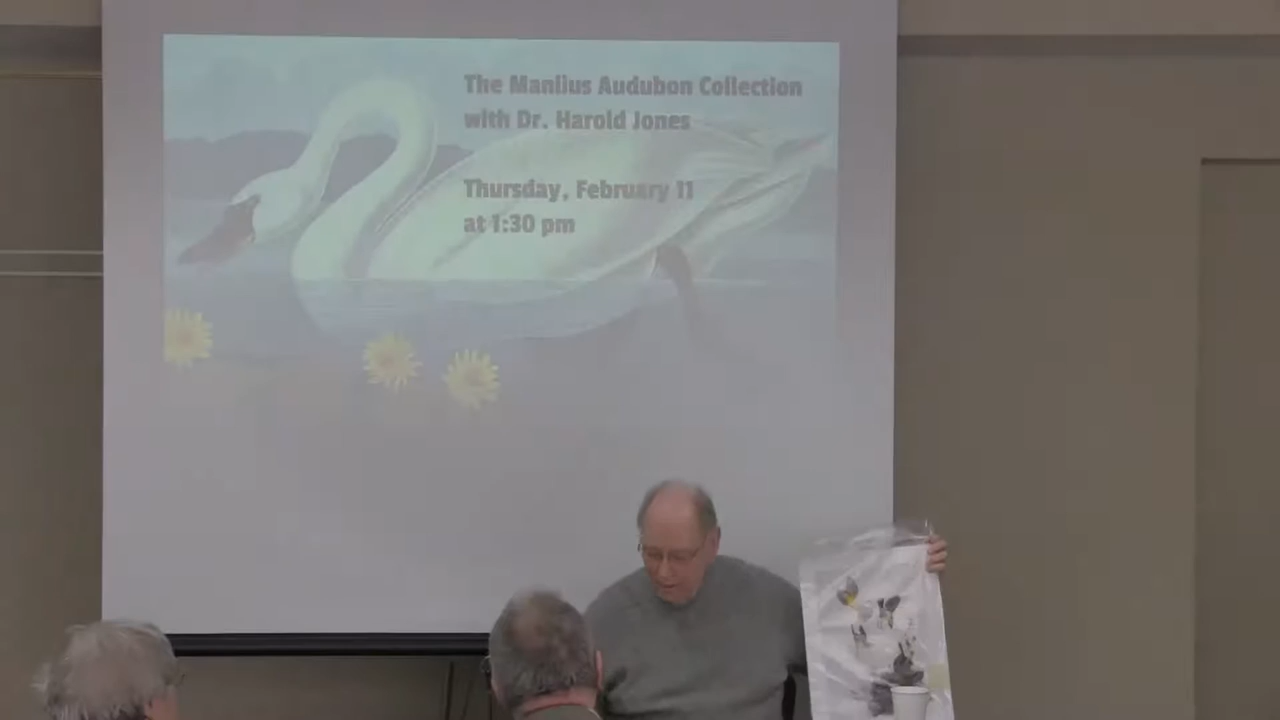 The Manlius Audubon Collection
with Dr. Harold Jones
Thursday, February 11
at 1:30 pm